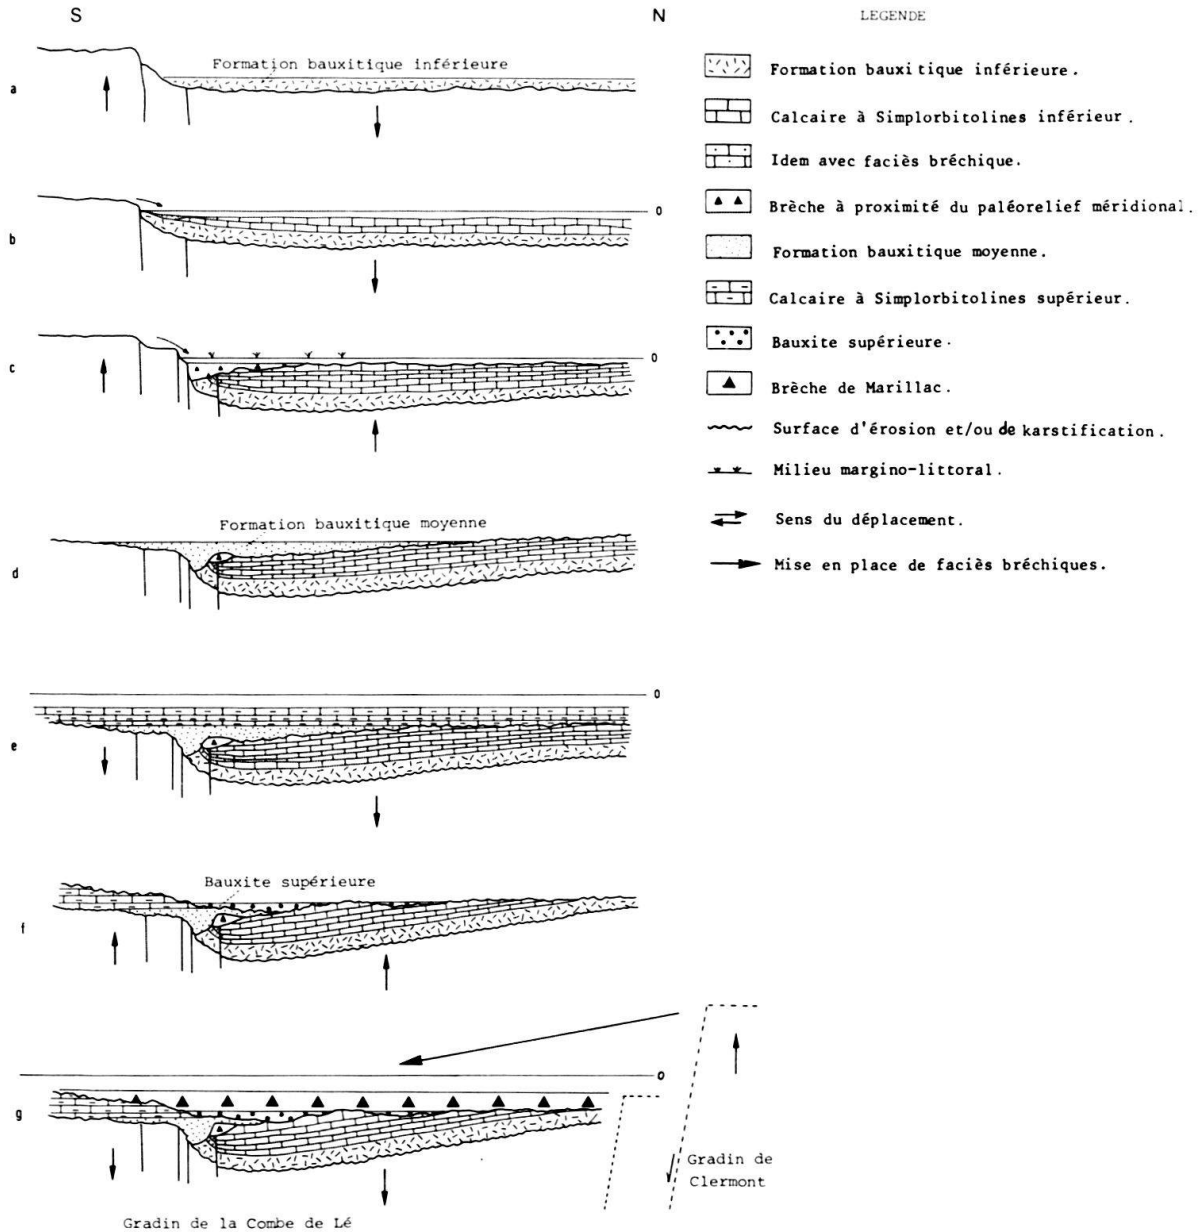 S
N
LEGENDE
Formation bauxitique inférieure
a
Formation bauxitique inférieure.
Calcaire à Simplorbitolines inférieur.
Idem avec faciès bréchique.
Brèche à proximité du paléorelief méridional.
0
b
Formation bauxitique moyenne.
Calcaire à Simplorbitolines supérieur.
Bauxite supérieure.
0
c
Brèche de Marillac.
Surface d'érosion et/ou de karstification.
Milieu margino-littoral.
Formation bauxitique moyenne
Sens du déplacement.
d
Mise en place de faciès bréchiques.
0
e
Bauxite supérieure
f
0
g
Gradin de
Clermont
Gradin de la Combe de Lé